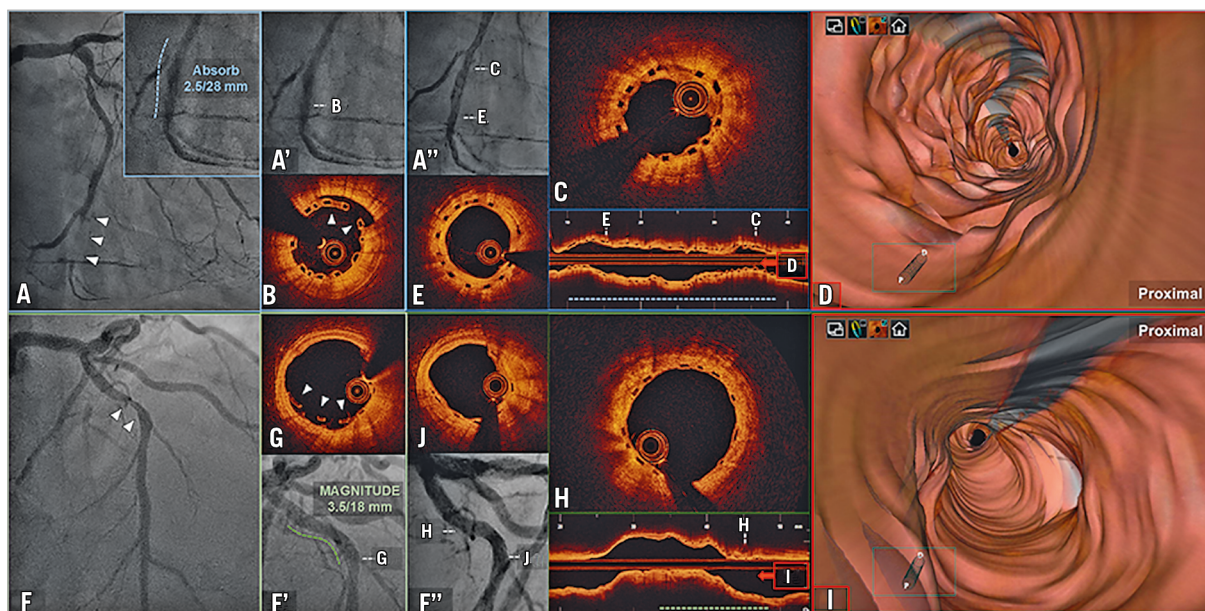 Absorb
2.5/28 mm
B
C
E
A
A'
A''
C
B
E
E
C
D
D
Proximal
F
G
J
H
MAGNITUDE
3.5/18 mm
G
H
J
H
I
F'
F''
I
Proximal